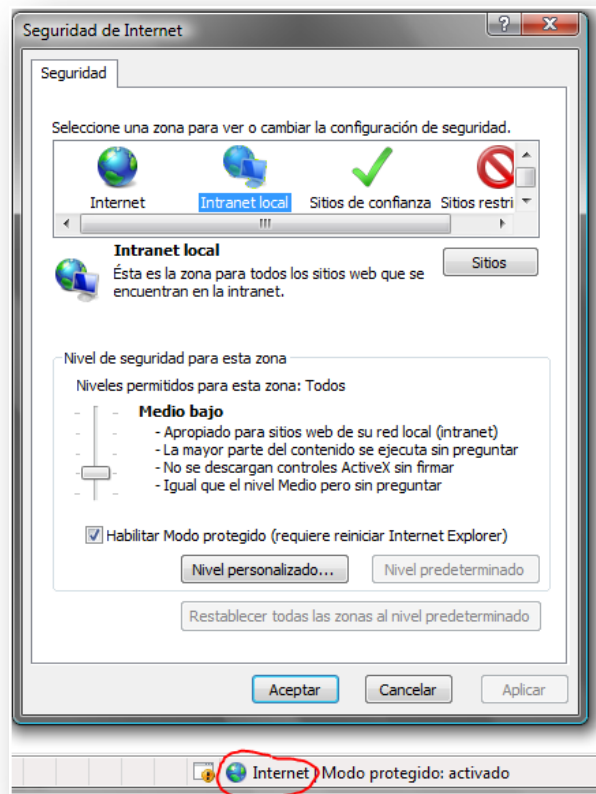 Seguridad de Internet
Seguridad
Seleccione una zona para ver o cambiar la configuración de seguridad.
Internet Intranet local Sitios de confianza Sitios restri
Intranet local
Ésta es la zona para todos los sitios web que se
encuentran en la intranet.
Sitios
Nivel de seguridad para esta zona
Niveles permitidos para esta zona: Todos
Medio bajo
- Apropiado para sitios web de su red local (intranet)
- La mayor parte del contenido se ejecuta sin preguntar
- No se descargan controles ActiveX sin firmar
- Igual que el nivel Medio pero sin preguntar
Habilitar Modo protegido (requiere reiniciar Internet Explorer)
Nivel personalizado... Nivel predeterminado
Restablecer todas las zonas al nivel predeterminado
Aceptar Cancelar Aplicar
Internet Modo protegido: activado